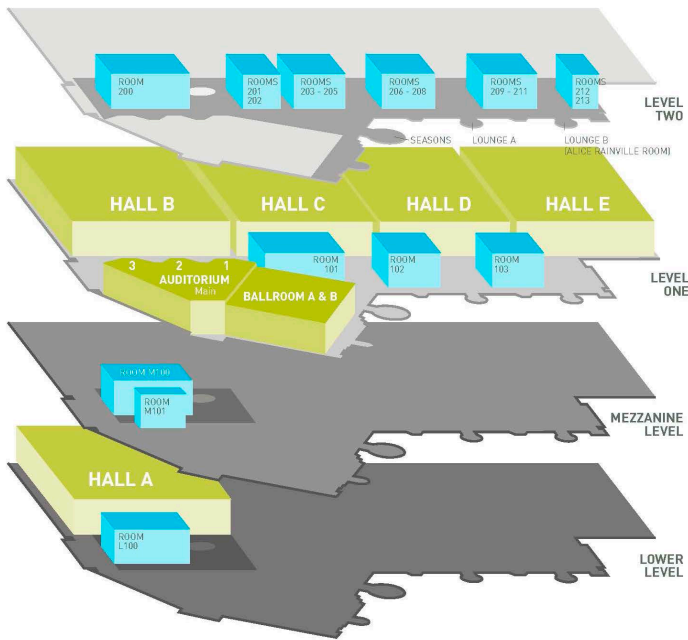 ROOM
200
ROOMS
201
202
ROOMS
203 - 205
ROOMS
206 - 208
ROOMS
209 - 211
ROOMS
212
213
LEVEL
TWO
SEASONS
LOUNGE A
LOUNGE B
(ALICE RAINVILLE ROOM)
HALL B
HALL C
HALL D
HALL E
3
2
1
AUDITORIUM
Main
BALLROOM A & B
ROOM
101
ROOM
102
ROOM
103
LEVEL
ONE
ROOM M100
ROOM
M101
MEZZANINE
LEVEL
HALL A
ROOM
L100
LOWER
LEVEL